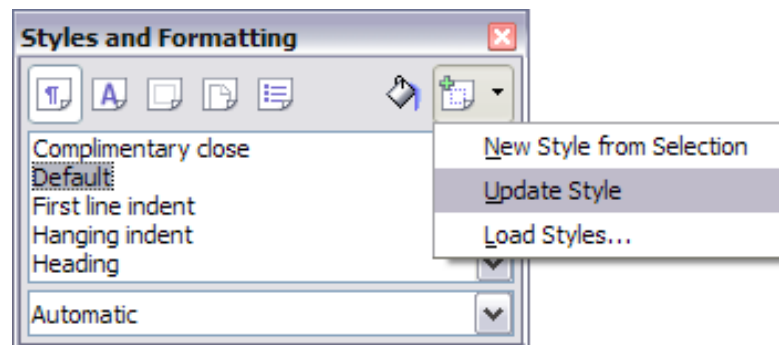 Styles and Formatting
Complimentary close
Default
First line indent
Hanging indent
Heading
Automatic
New Style from Selection
Update Style
Load Styles...